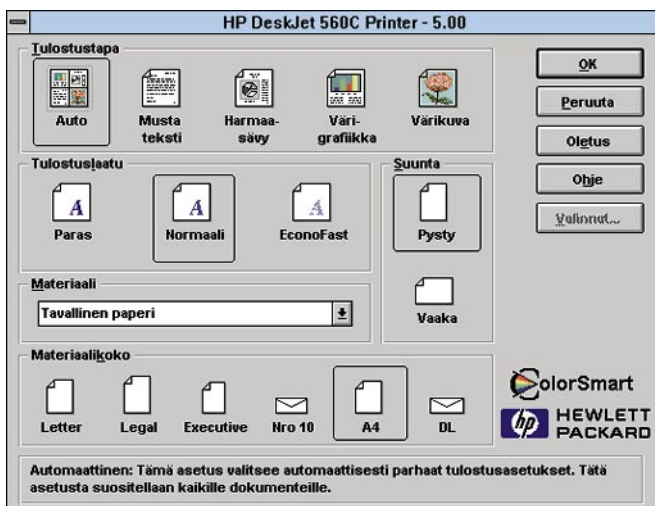 HP DeskJet 560C Printer - 5.00
Tulostustapa
Auto
Musta
teksti
Harmaa-
sävy
Väri-
grafiikka
Värikuva
OK
Peruuta
Oletus
Ohje
Valinnat...
Tulostuslaatu
A
Paras
A
Normaali
A
EconoFast
Suunta
Pysty
Vaaka
Materiaali
Tavallinen paperi
Materiaalikoko
Letter
Legal
Executive
Nro 10
A4
DL
ColorSmart
hp HEWLETT
PACKARD
Automaattinen: Tämä asetus valitsee automaattisesti parhaat tulostusasetukset. Tätä
asetusta suositellaan kaikille dokumenteille.